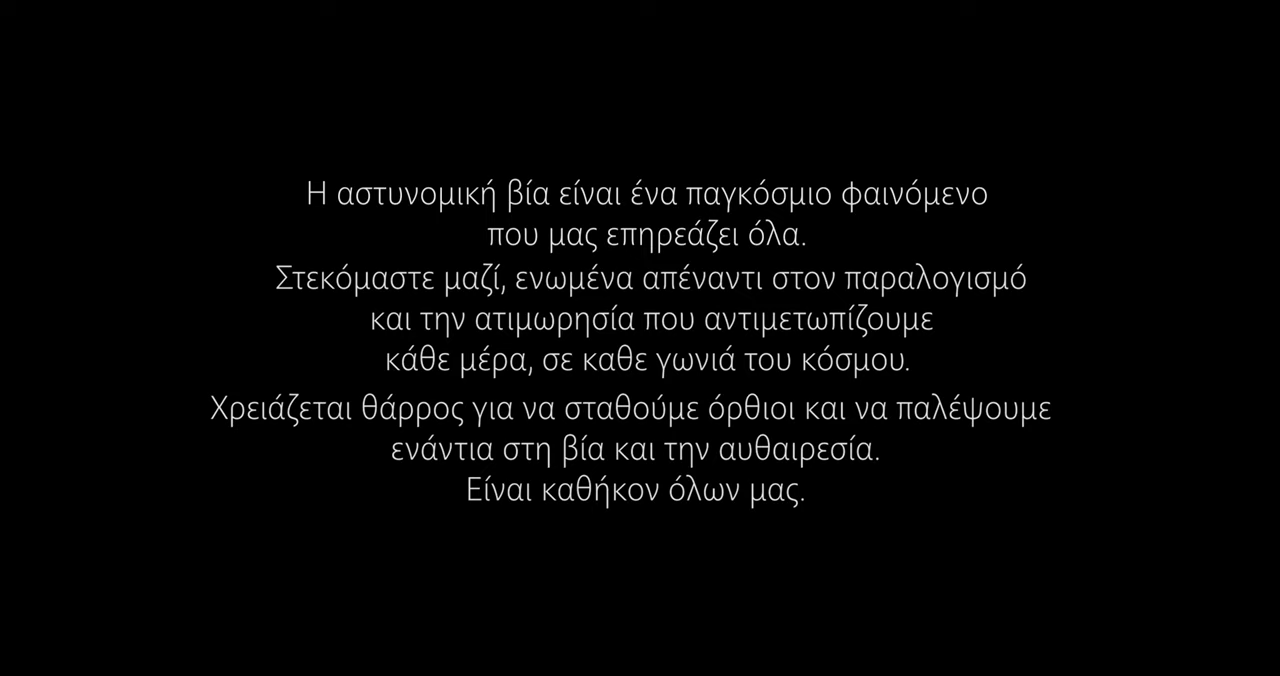 Η αστυνομική βία είναι ένα παγκόσμιο φαινόμενο
που μας επηρεάζει όλα.
Στεκόμαστε μαζί, ενωμένα απέναντι στον παραλογισμό
και την ατιμωρησία που αντιμετωπίζουμε
κάθε μέρα, σε καθε γωνιά του κόσμου.
Χρειάζεται θάρρος για να σταθούμε όρθιοι και να παλέψουμε
ενάντια στη βία και την αυθαιρεσία.
Είναι καθήκον όλων μας.